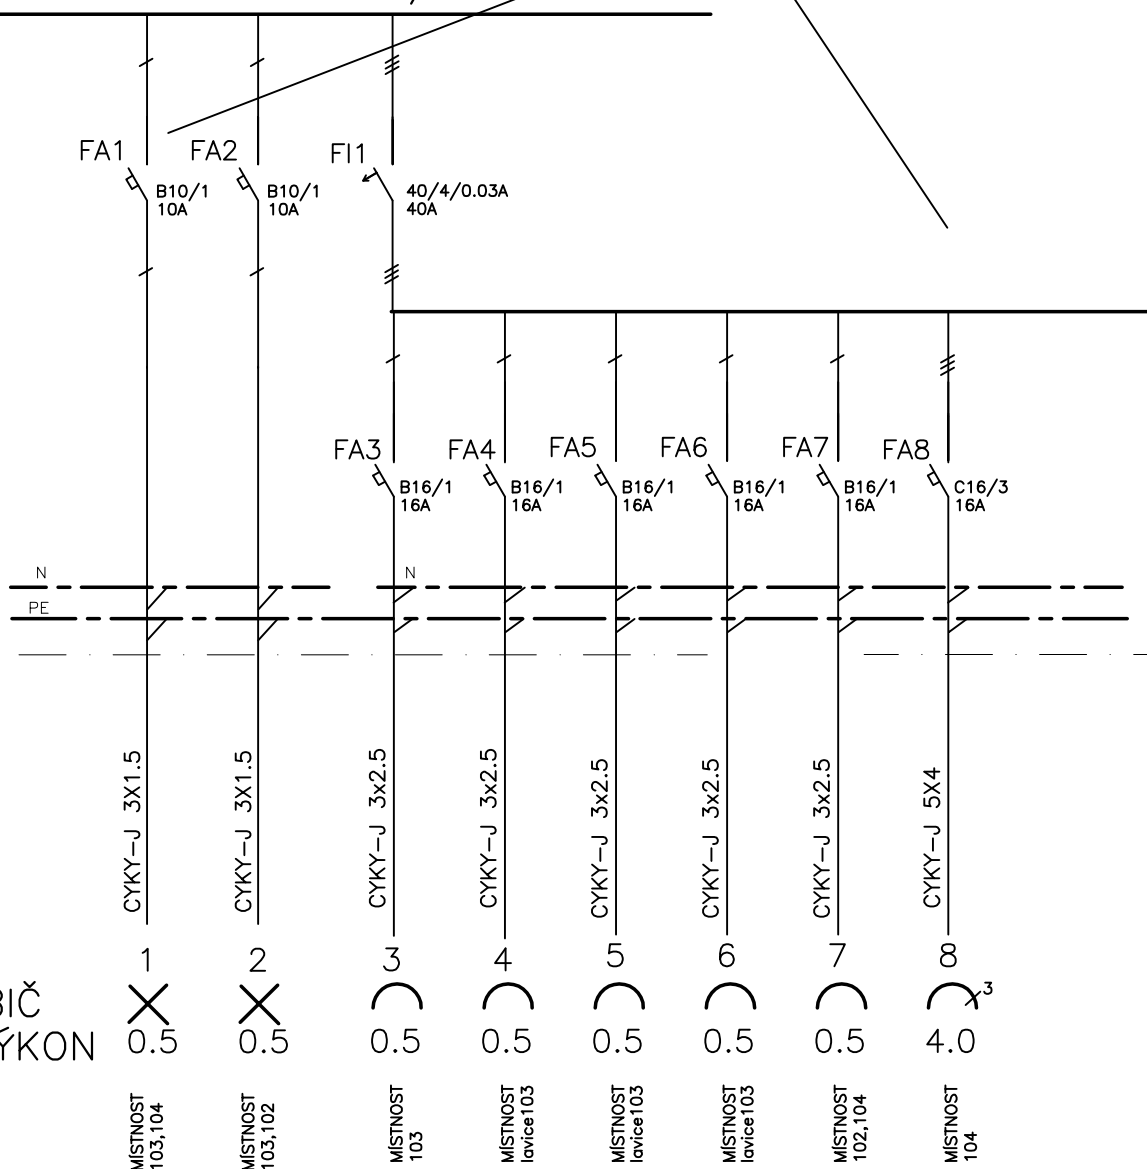 FA1
FA2
FI1
B10/1
10A
B10/1
10A
40/4/0.03A
40A
FA3
FA4
FA5
FA6
FA7
FA8
B16/1
16A
B16/1
16A
B16/1
16A
B16/1
16A
B16/1
16A
C16/3
16A
N
N
PE
CYKY-J 3X1.5
CYKY-J 3X1.5
CYKY-J 3x2.5
CYKY-J 3x2.5
CYKY-J 3x2.5
CYKY-J 3x2.5
CYKY-J 3x2.5
CYKY-J 5X4
1 2 3 4 5 6 7 8
IČ
3
ÝKON 0.5 0.5 0.5 0.5 0.5 0.5 0.5 4.0
MÍSTNOST
103,104
MÍSTNOST
103,102
MÍSTNOST
103
MÍSTNOST
lavice103
MÍSTNOST
lavice103
MÍSTNOST
lavice103
MÍSTNOST
102,104
MÍSTNOST
104